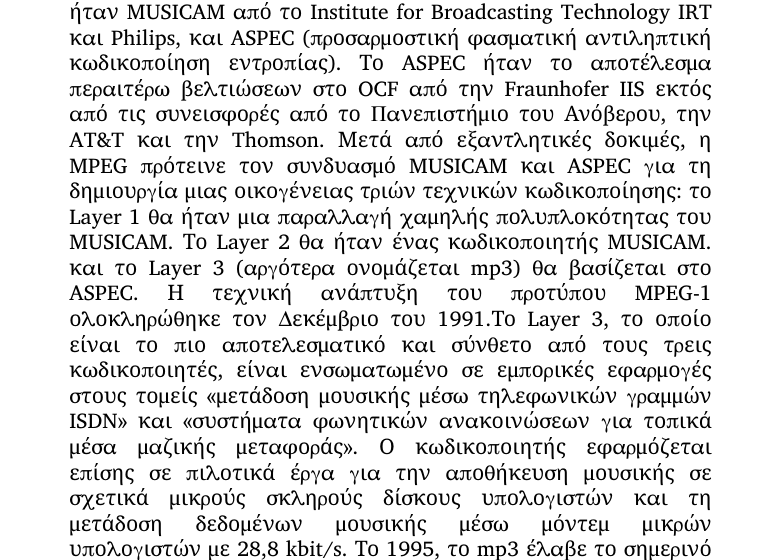 ήταν MUSICAM από το Institute for Broadcasting Technology IRT
και Philips, και ASPEC (προσαρμοστική φασματική αντιληπτική
κωδικοποίηση εντροπίας). Το ASPEC ήταν το αποτέλεσμα
περαιτέρω βελτιώσεων στο OCF από την Fraunhofer IIS εκτός
από τις συνεισφορές από το Πανεπιστήμιο του Ανόβερου, την
AT&T και την Thomson. Μετά από εξαντλητικές δοκιμές, η
MPEG πρότεινε τον συνδυασμό MUSICAM και ASPEC για τη
δημιουργία μιας οικογένειας τριών τεχνικών κωδικοποίησης: το
Layer 1 θα ήταν μια παραλλαγή χαμηλής πολυπλοκότητας του
MUSICAM. Το Layer 2 θα ήταν ένας κωδικοποιητής MUSICAM.
και το Layer 3 (αργότερα ονομάζεται mp3) θα βασίζεται στο
ASPEC. Η τεχνική ανάπτυξη του προτύπου MPEG-1
ολοκληρώθηκε τον Δεκέμβριο του 1991.Το Layer 3, το οποίο
είναι το πιο αποτελεσματικό και σύνθετο από τους τρεις
κωδικοποιητές, είναι ενσωματωμένο σε εμπορικές εφαρμογές
στους τομείς «μετάδοση μουσικής μέσω τηλεφωνικών γραμμών
ISDN» και «συστήματα φωνητικών ανακοινώσεων για τοπικά
μέσα μαζικής μεταφοράς». Ο κωδικοποιητής εφαρμόζεται
επίσης σε πιλοτικά έργα για την αποθήκευση μουσικής σε
σχετικά μικρούς σκληρούς δίσκους υπολογιστών και τη
μετάδοση δεδομένων μουσικής μέσω μόντεμ μικρών
υπολογιστών με 28,8 kbit/s. Το 1995, το mp3 έλαβε το σημερινό